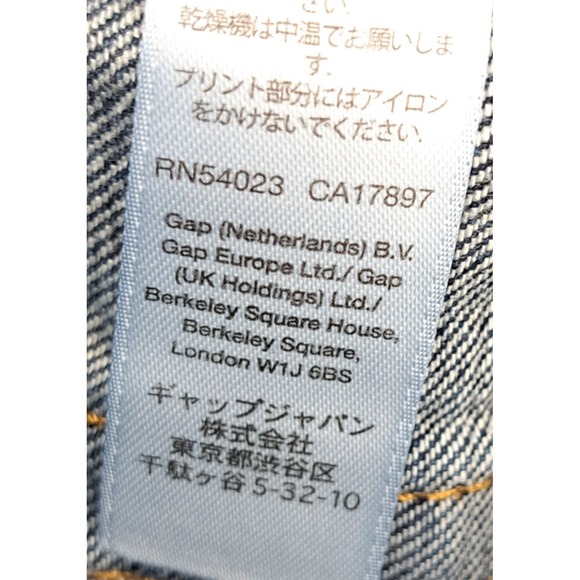 さい.
乾燥機は中温でお願いしま
す.
プリント部分にはアイロン
をかけないでください.
RN54023 CA17897
Gap (Netherlands) B.V.
Gap Europe Ltd./ Gap
(UK Holdings) Ltd./
Berkeley Square House,
Berkeley Square,
London W1J 6BS
ギャップジャパン
株式会社
東京都渋谷区
千駄ヶ谷 5-32-10